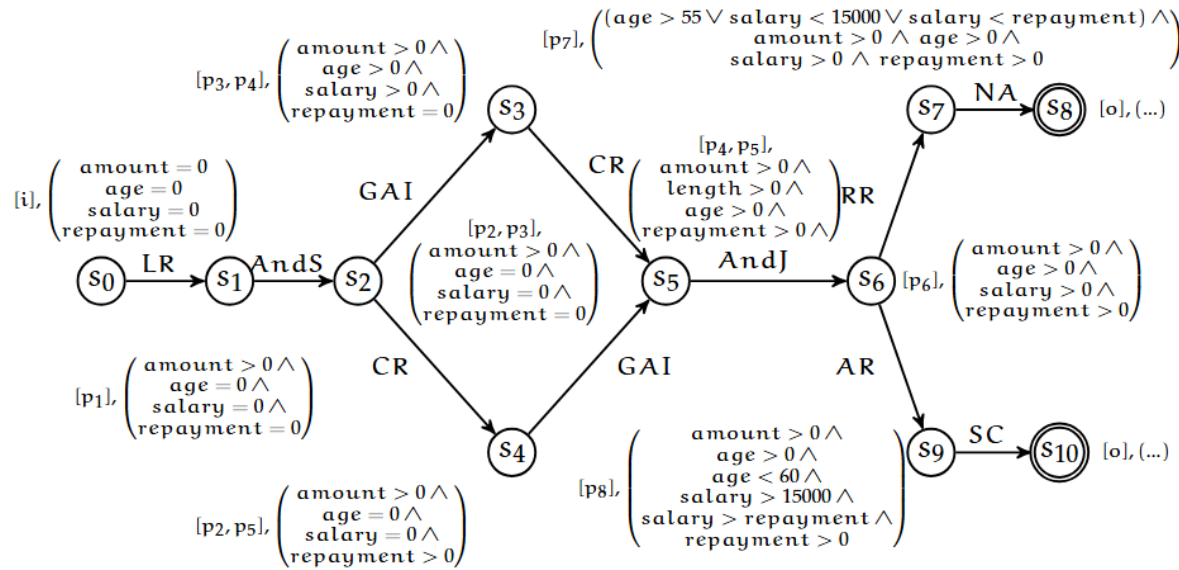 [p7], (age > 55 ∨ salary < 15000 ∨ salary < repayment) ∧
amount > 0 ∧ age > 0 ∧
salary > 0 ∧ repayment > 0
[p3, p4], amount > 0 ∧
age > 0 ∧
salary > 0 ∧
repayment = 0
s3
s7
NA
s8
[o], (...)
[i], amount = 0
age = 0
salary = 0
repayment = 0
GAI
CR
[p4, p5],
amount > 0 ∧
length > 0 ∧
age > 0 ∧
repayment > 0
RR
s0
LR
s1
AndS
s2
[p2, p3],
amount > 0 ∧
age = 0 ∧
salary = 0 ∧
repayment = 0
s5
AndJ
s6
[p6], amount > 0 ∧
age > 0 ∧
salary > 0 ∧
repayment > 0
[p1], amount > 0 ∧
age = 0 ∧
salary = 0 ∧
repayment = 0
CR
GAI
AR
s4
[p2, p5], amount > 0 ∧
age = 0 ∧
salary = 0 ∧
repayment > 0
[p8], amount > 0 ∧
age > 0 ∧
age < 60 ∧
salary > 15000 ∧
salary > repayment ∧
repayment > 0
s9
SC
s10
[o], (...)